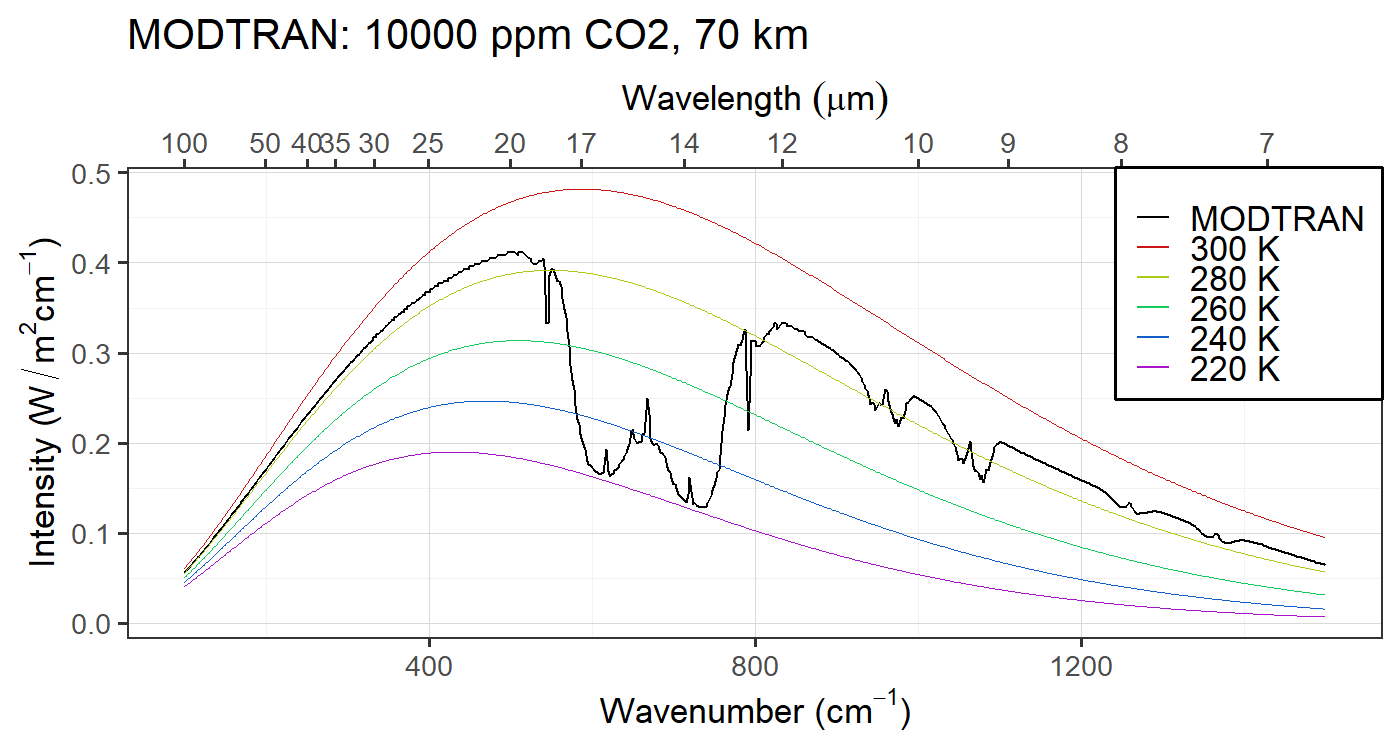 MODTRAN: 10000 ppm CO2, 70 km
Wavelength (μm)
100 50 40 35 30 25 20 17 14 12 10 9 8 7
0.5
0.4
0.3
0.2
0.1
0.0
Intensity (W / m²cm⁻¹)
MODTRAN
300 K
280 K
260 K
240 K
220 K
400 800 1200
Wavenumber (cm⁻¹)